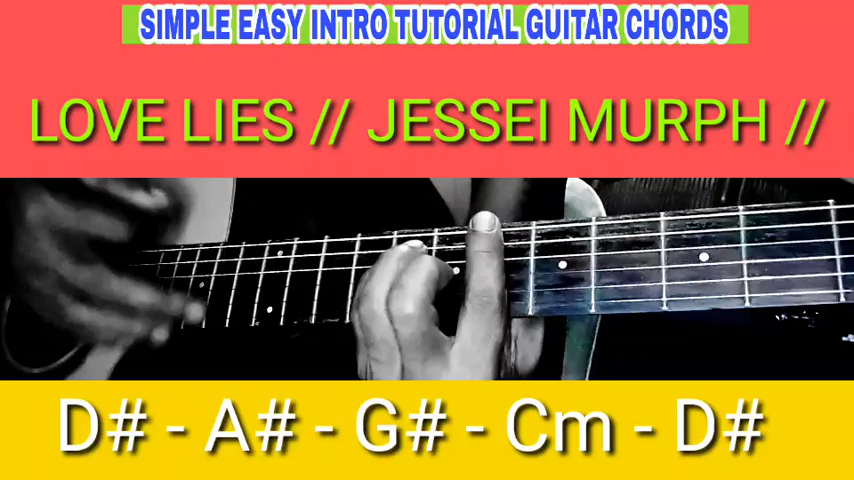 SIMPLE EASY INTRO TUTORIAL GUITAR CHORDS
LOVE LIES // JESSEI MURPH //
D# - A# - G# - Cm - D#